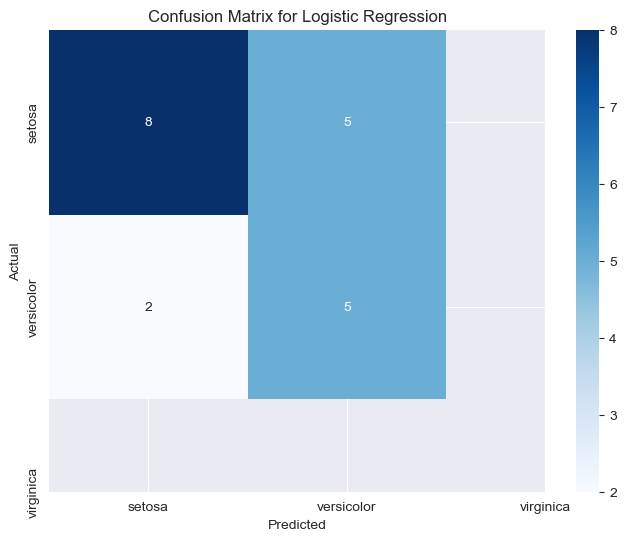 Confusion Matrix for Logistic Regression
8
setosa
8
5
7
6
Actual
versicolor
2
5
5
4
3
virginica
2
setosa
versicolor
virginica
Predicted